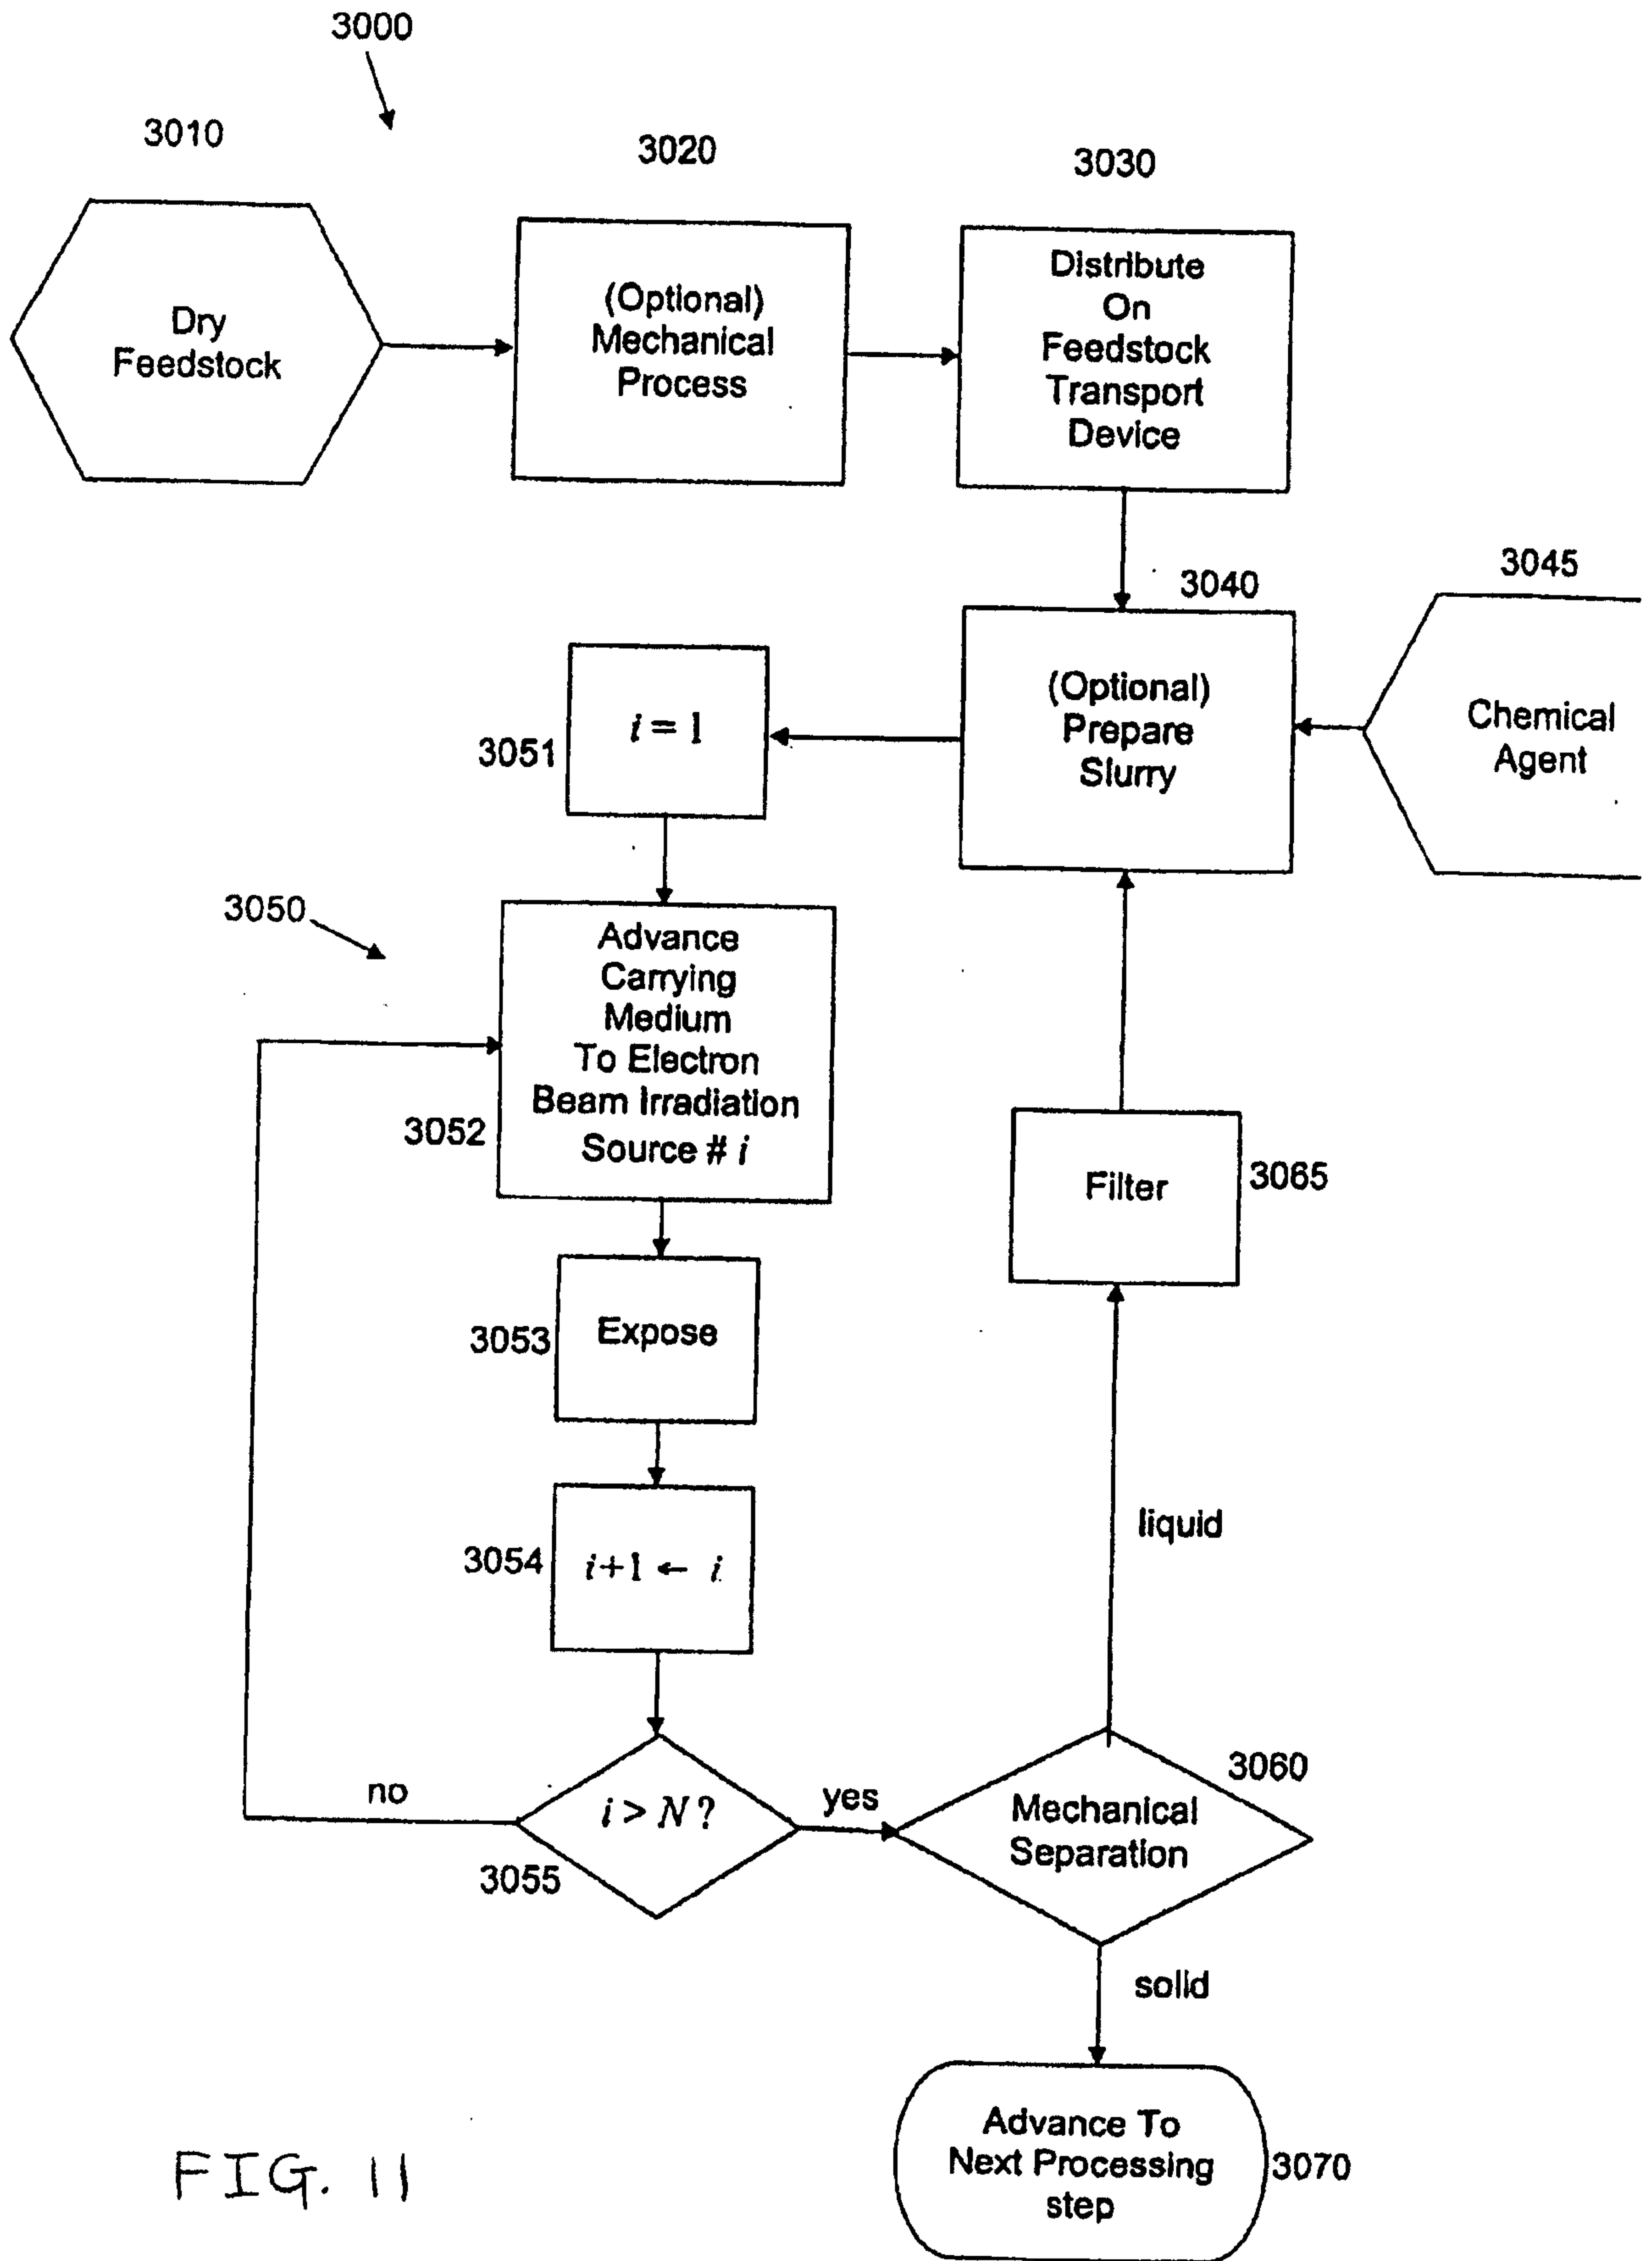 3000
3010
3020
3030
Dry
Feedstock
(Optional)
Mechanical
Process
Distribute
On
Feedstock
Transport
Device
3040
3045
(Optional)
Prepare
Slurry
Chemical
Agent
i = 1
3051
3050
Advance
Carrying
Medium
To Electron
Beam Irradiation
Source # i
3052
Filter
3065
Expose
3053
liquid
i+1 ← i
3054
no
i > N?
yes
3055
3060
Mechanical
Separation
solid
Advance To
Next Processing
step
3070
FIG. 11